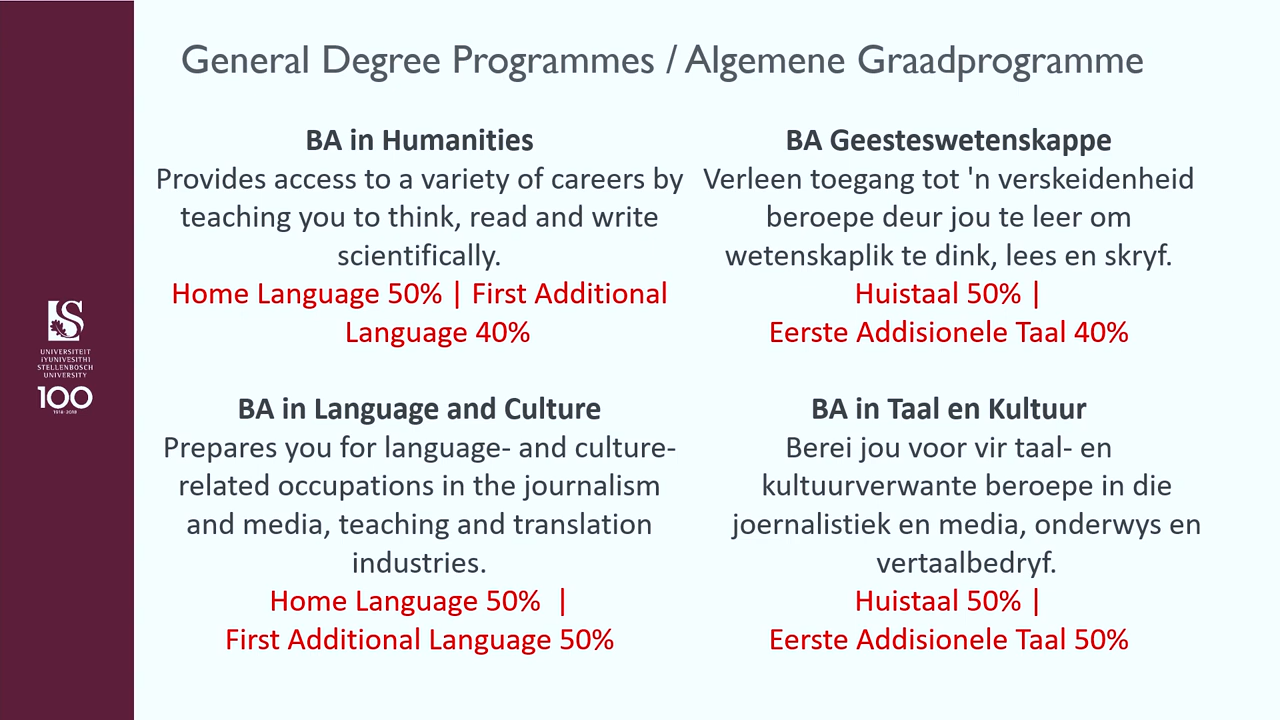 General Degree Programmes / Algemene Graadprogramme
BA in Humanities
Provides access to a variety of careers by
teaching you to think, read and write
scientifically.
Home Language 50% | First Additional
Language 40%
BA in Language and Culture
Prepares you for language- and culture-
related occupations in the journalism
and media, teaching and translation
industries.
Home Language 50% |
First Additional Language 50%
BA Geesteswetenskappe
Verleen toegang tot 'n verskeidenheid
beroepe deur jou te leer om
wetenskaplik te dink, lees en skryf.
Huistaal 50% |
Eerste Addisionele Taal 40%
BA in Taal en Kultuur
Berei jou voor vir taal- en
kultuurverwante beroepe in die
joernalistiek en media, onderwys en
vertaalbedryf.
Huistaal 50% |
Eerste Addisionele Taal 50%
UNIVERSITEIT
iYUNIVESITHI
STELLENBOSCH
UNIVERSITY
100
1918-2018